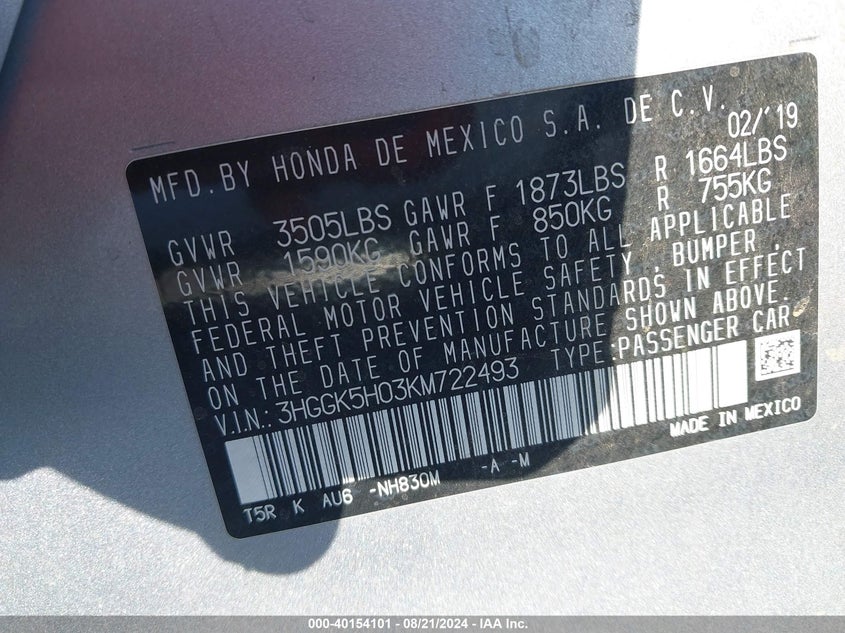 MFD. BY HONDA DE MEXICO S.A. DE C.V.
02/'19
GVWR 3505LBS GAWR F 1873LBS R 1664LBS
GVWR 1590KG GAWR F 850KG R 755KG
THIS VEHICLE CONFORMS TO ALL APPLICABLE
FEDERAL MOTOR VEHICLE SAFETY, BUMPER,
AND THEFT PREVENTION STANDARDS IN EFFECT
ON THE DATE OF MANUFACTURE SHOWN ABOVE.
V.I.N.: 3HGGK5H03KM722493 TYPE:PASSENGER CAR
MADE IN MEXICO
T5R K AU6 -NH830M -A -M
000-40154101 - 08/21/2024 - IAA Inc.